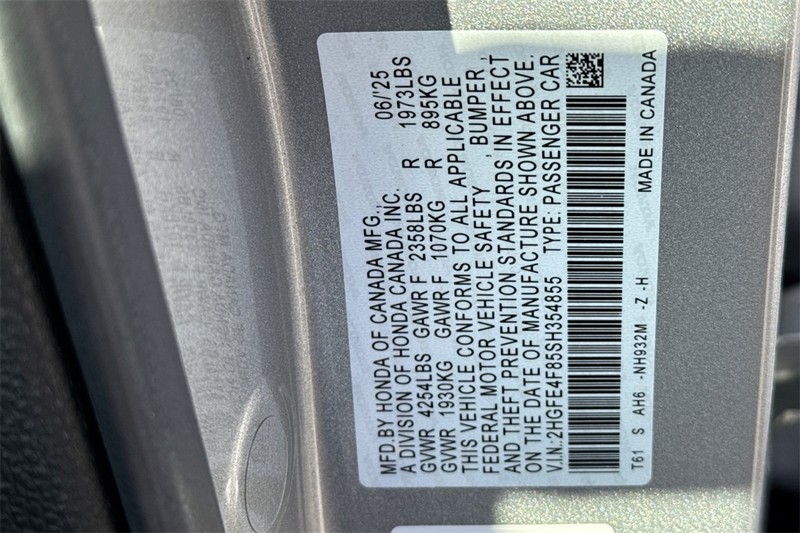 MFD.BY HONDA OF CANADA MFG., 06/'25
A DIVISION OF HONDA CANADA INC.
GVWR 4254LBS GAWR F 2358LBS R 1973LBS
GVWR 1930KG GAWR F 1070KG R 895KG
THIS VEHICLE CONFORMS TO ALL APPLICABLE
FEDERAL MOTOR VEHICLE SAFETY , BUMPER ,
AND THEFT PREVENTION STANDARDS IN EFFECT
ON THE DATE OF MANUFACTURE SHOWN ABOVE.
V.I.N.:2HGFE4F85SH354855 TYPE: PASSENGER CAR
T61 S AH6 -NH932M -Z -H MADE IN CANADA